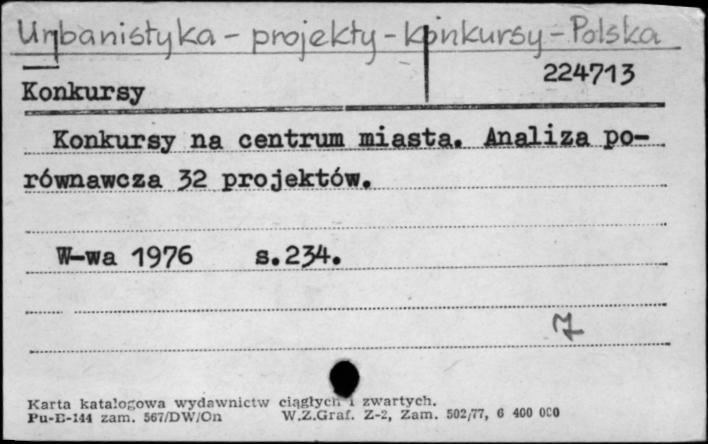 Urbanistyka - projekty - konkursy - Polska
224713
Konkursy
Konkursy na centrum miasta. Analiza po-
równawcza 32 projektów.
W-wa 1976 s.234.
Karta katalogowa wydawnictw ciągłych i zwartych.
Pu-E-144 zam. 567/DW/On W.Z.Graf. Z-2, Zam. 502/77, 6 400 000